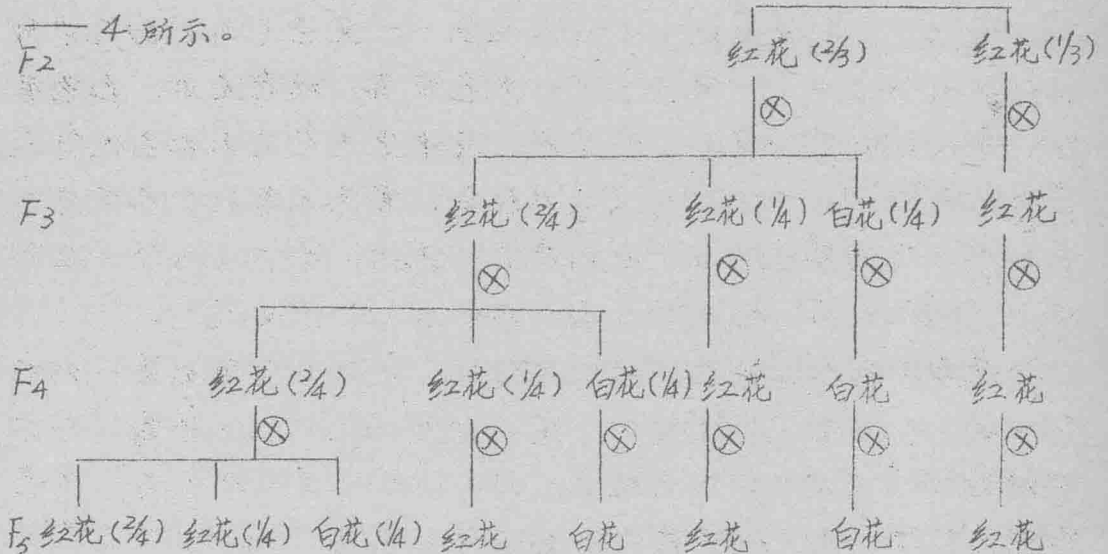 4 所示。
F2 红花 (2/3) 红花 (1/3)
⊗ ⊗
F3 红花 (2/4) 红花 (1/4) 白花 (1/4) 红花
⊗ ⊗ ⊗ ⊗
F4 红花 (2/4) 红花 (1/4) 白花 (1/4) 红花 白花 红花
⊗ ⊗ ⊗ ⊗ ⊗ ⊗
F5 红花 (2/4) 红花 (1/4) 白花 (1/4) 红花 白花 红花 白花 红花